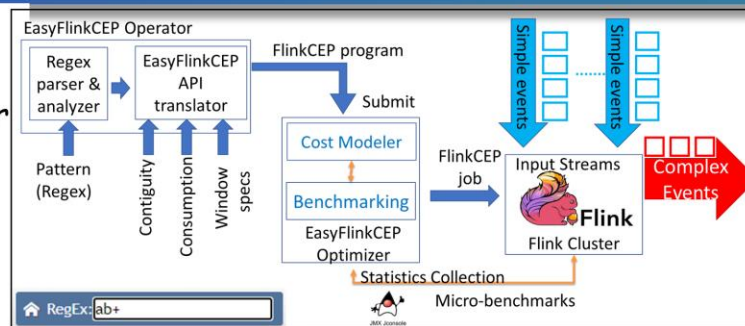 EasyFlinkCEP Operator
Regex
parser &
analyzer
EasyFlinkCEP
API
translator
Pattern
(Regex)
Contiguity
Consumption
Window
specs
FlinkCEP program
Submit
Cost Modeler
Benchmarking
EasyFlinkCEP
Optimizer
FlinkCEP
job
Simple events
Simple events
Input Streams
Flink
Flink Cluster
Complex
Events
Statistics Collection
Micro-benchmarks
JMX Jconsole
RegEx: ab+